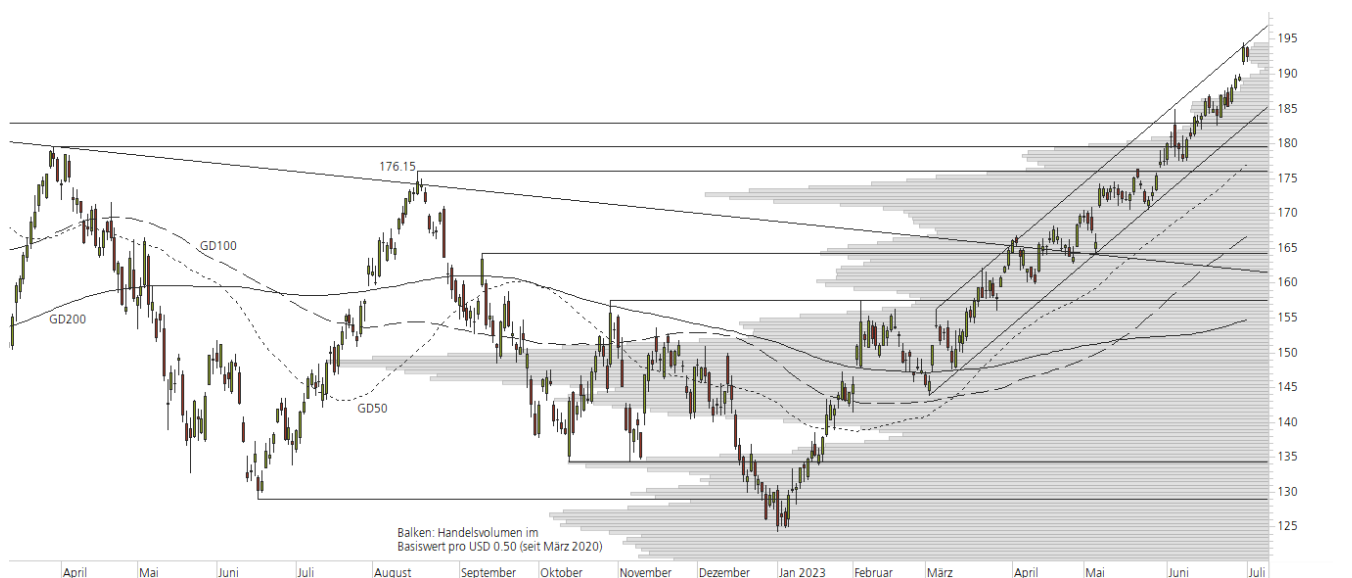 195
190
185
180
176.15
175
170
GD100
165
160
GD200
155
150
145
GD50
140
135
130
Balken: Handelsvolumen im
125
Basiswert pro USD 0.50 (seit März 2020)
April Mai Juni Juli August September Oktober November Dezember Jan 2023 Februar März April Mai Juni Juli